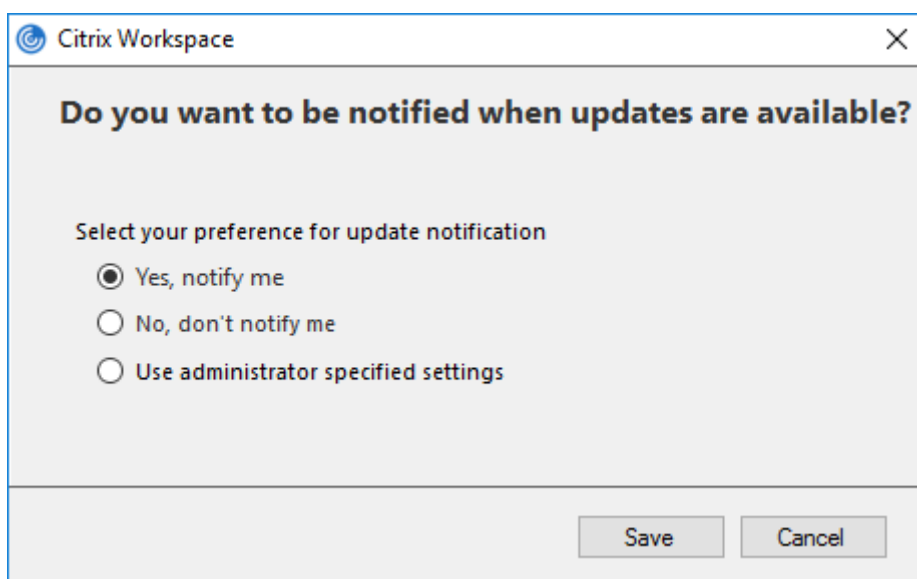 Citrix Workspace
Do you want to be notified when updates are available?
Select your preference for update notification
Yes, notify me
No, don't notify me
Use administrator specified settings
Save Cancel